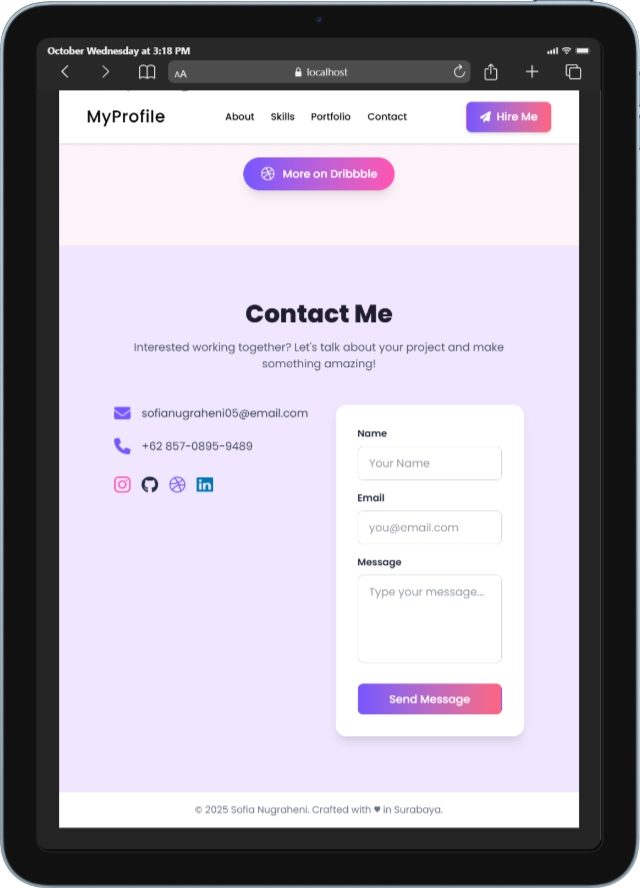 October Wednesday at 3:18 PM
AA
localhost
MyProfile
About
Skills
Portfolio
Contact
Hire Me
More on Dribbble
Contact Me
Interested working together? Let's talk about your project and make
something amazing!
sofianugraheni05@email.com
+62 857-0895-9489
in
Name
Your Name
Email
you@email.com
Message
Type your message...
Send Message
© 2025 Sofia Nugraheni. Crafted with ♥ in Surabaya.